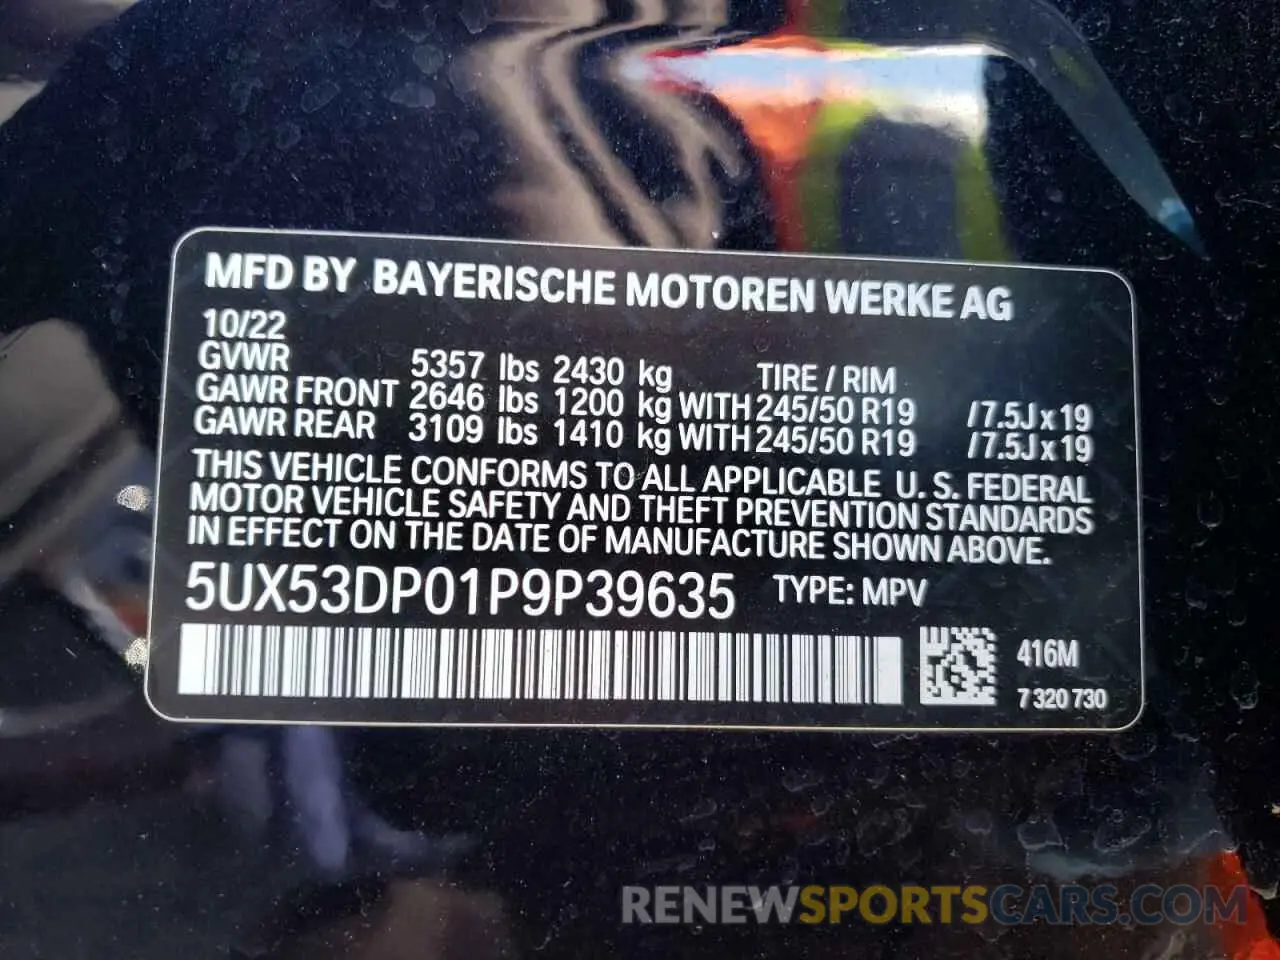 MFD BY BAYERISCHE MOTOREN WERKE AG
10/22
GVWR 5357 lbs 2430 kg TIRE / RIM
GAWR FRONT 2646 lbs 1200 kg WITH 245/50 R19 /7.5J x 19
GAWR REAR 3109 lbs 1410 kg WITH 245/50 R19 /7.5J x 19
THIS VEHICLE CONFORMS TO ALL APPLICABLE U. S. FEDERAL
MOTOR VEHICLE SAFETY AND THEFT PREVENTION STANDARDS
IN EFFECT ON THE DATE OF MANUFACTURE SHOWN ABOVE.
5UX53DP01P9P39635 TYPE: MPV
416M
7 320 730
RENEWSPORTSCARS.COM